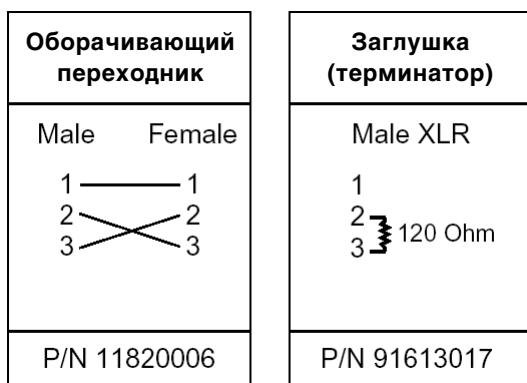 Оборачивающий
переходник
Male Female
1 1
2 2
3 3
P/N 11820006
Заглушка
(терминатор)
Male XLR
1
2
3
120 Ohm
P/N 91613017